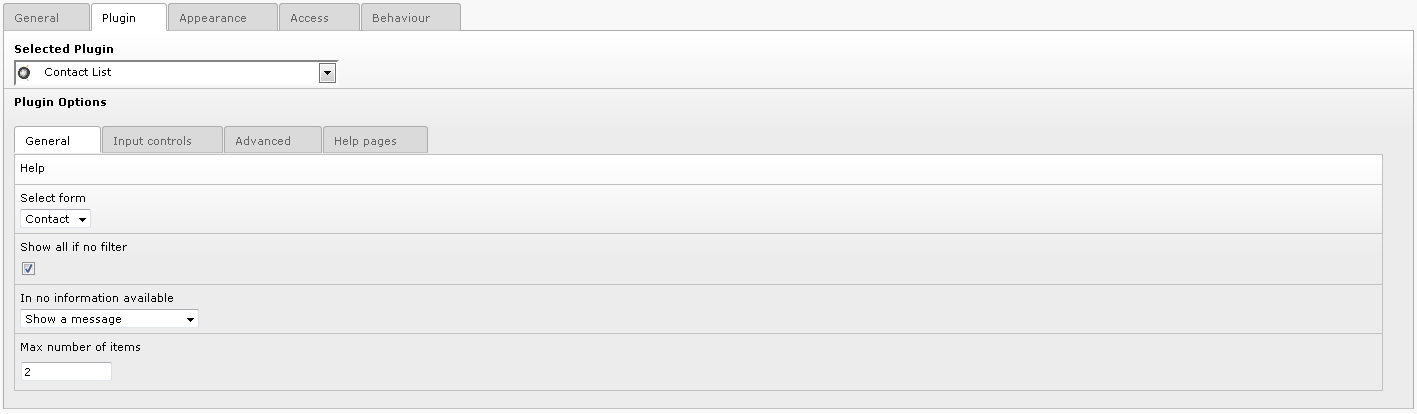 General Plugin Appearance Access Behaviour
Selected Plugin
Contact List
Plugin Options
General Input controls Advanced Help pages
Help
Select form
Contact
Show all if no filter
In no information available
Show a message
Max number of items
2